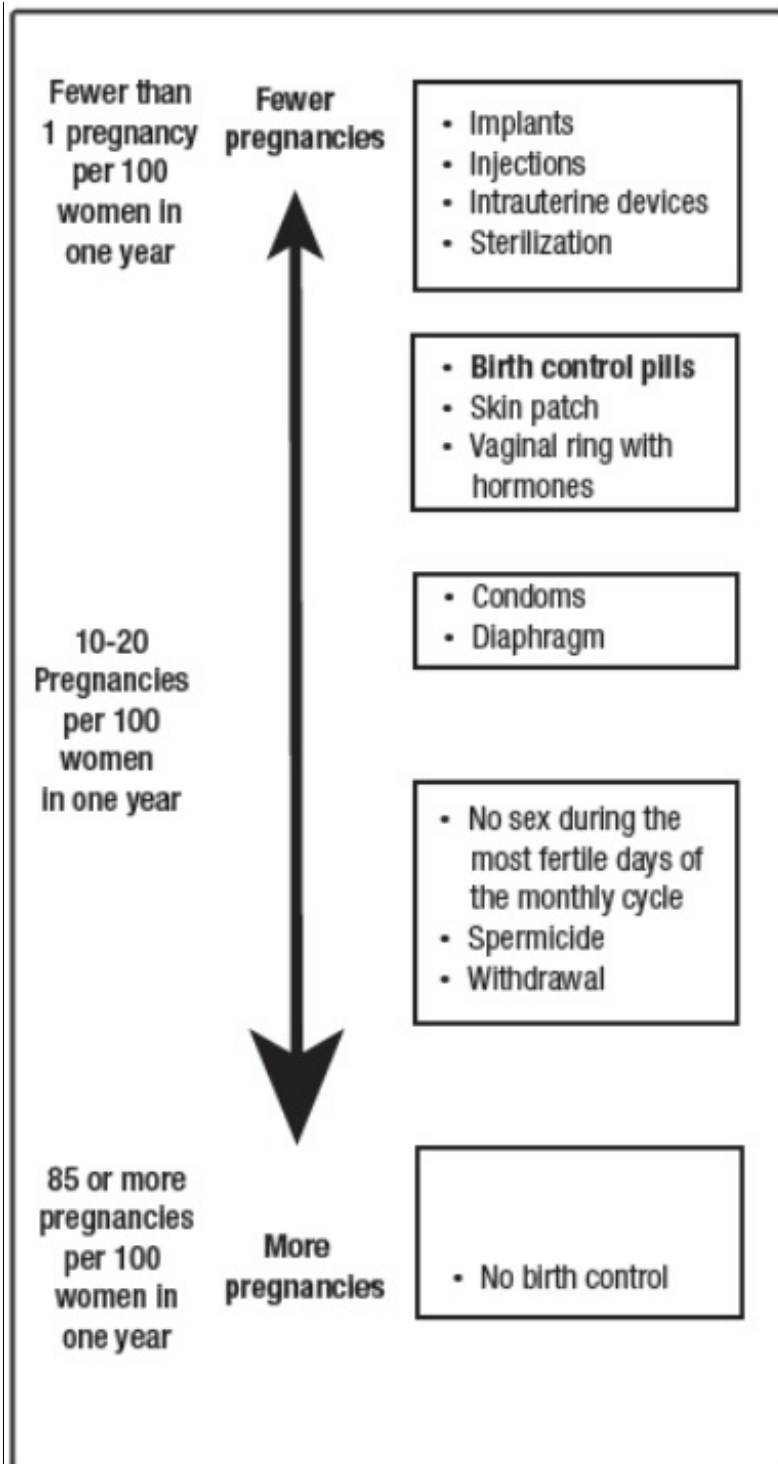 Fewer than
1 pregnancy
per 100
women in
one year
Fewer
pregnancies
• Implants
• Injections
• Intrauterine devices
• Sterilization
• Birth control pills
• Skin patch
• Vaginal ring with
hormones
10-20
Pregnancies
per 100
women
in one year
• Condoms
• Diaphragm
• No sex during the
most fertile days of
the monthly cycle
• Spermicide
• Withdrawal
85 or more
pregnancies
per 100
women in
one year
More
pregnancies
• No birth control